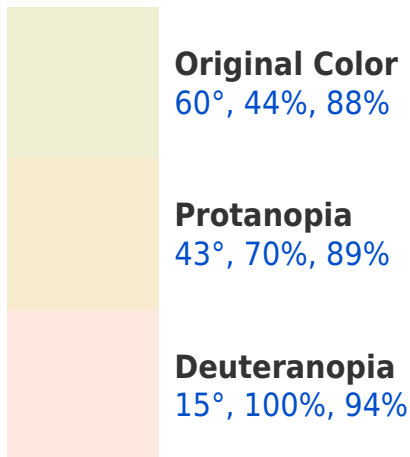 Original Color
60°, 44%, 88%
Protanopia
43°, 70%, 89%
Deuteranopia
15°, 100%, 94%